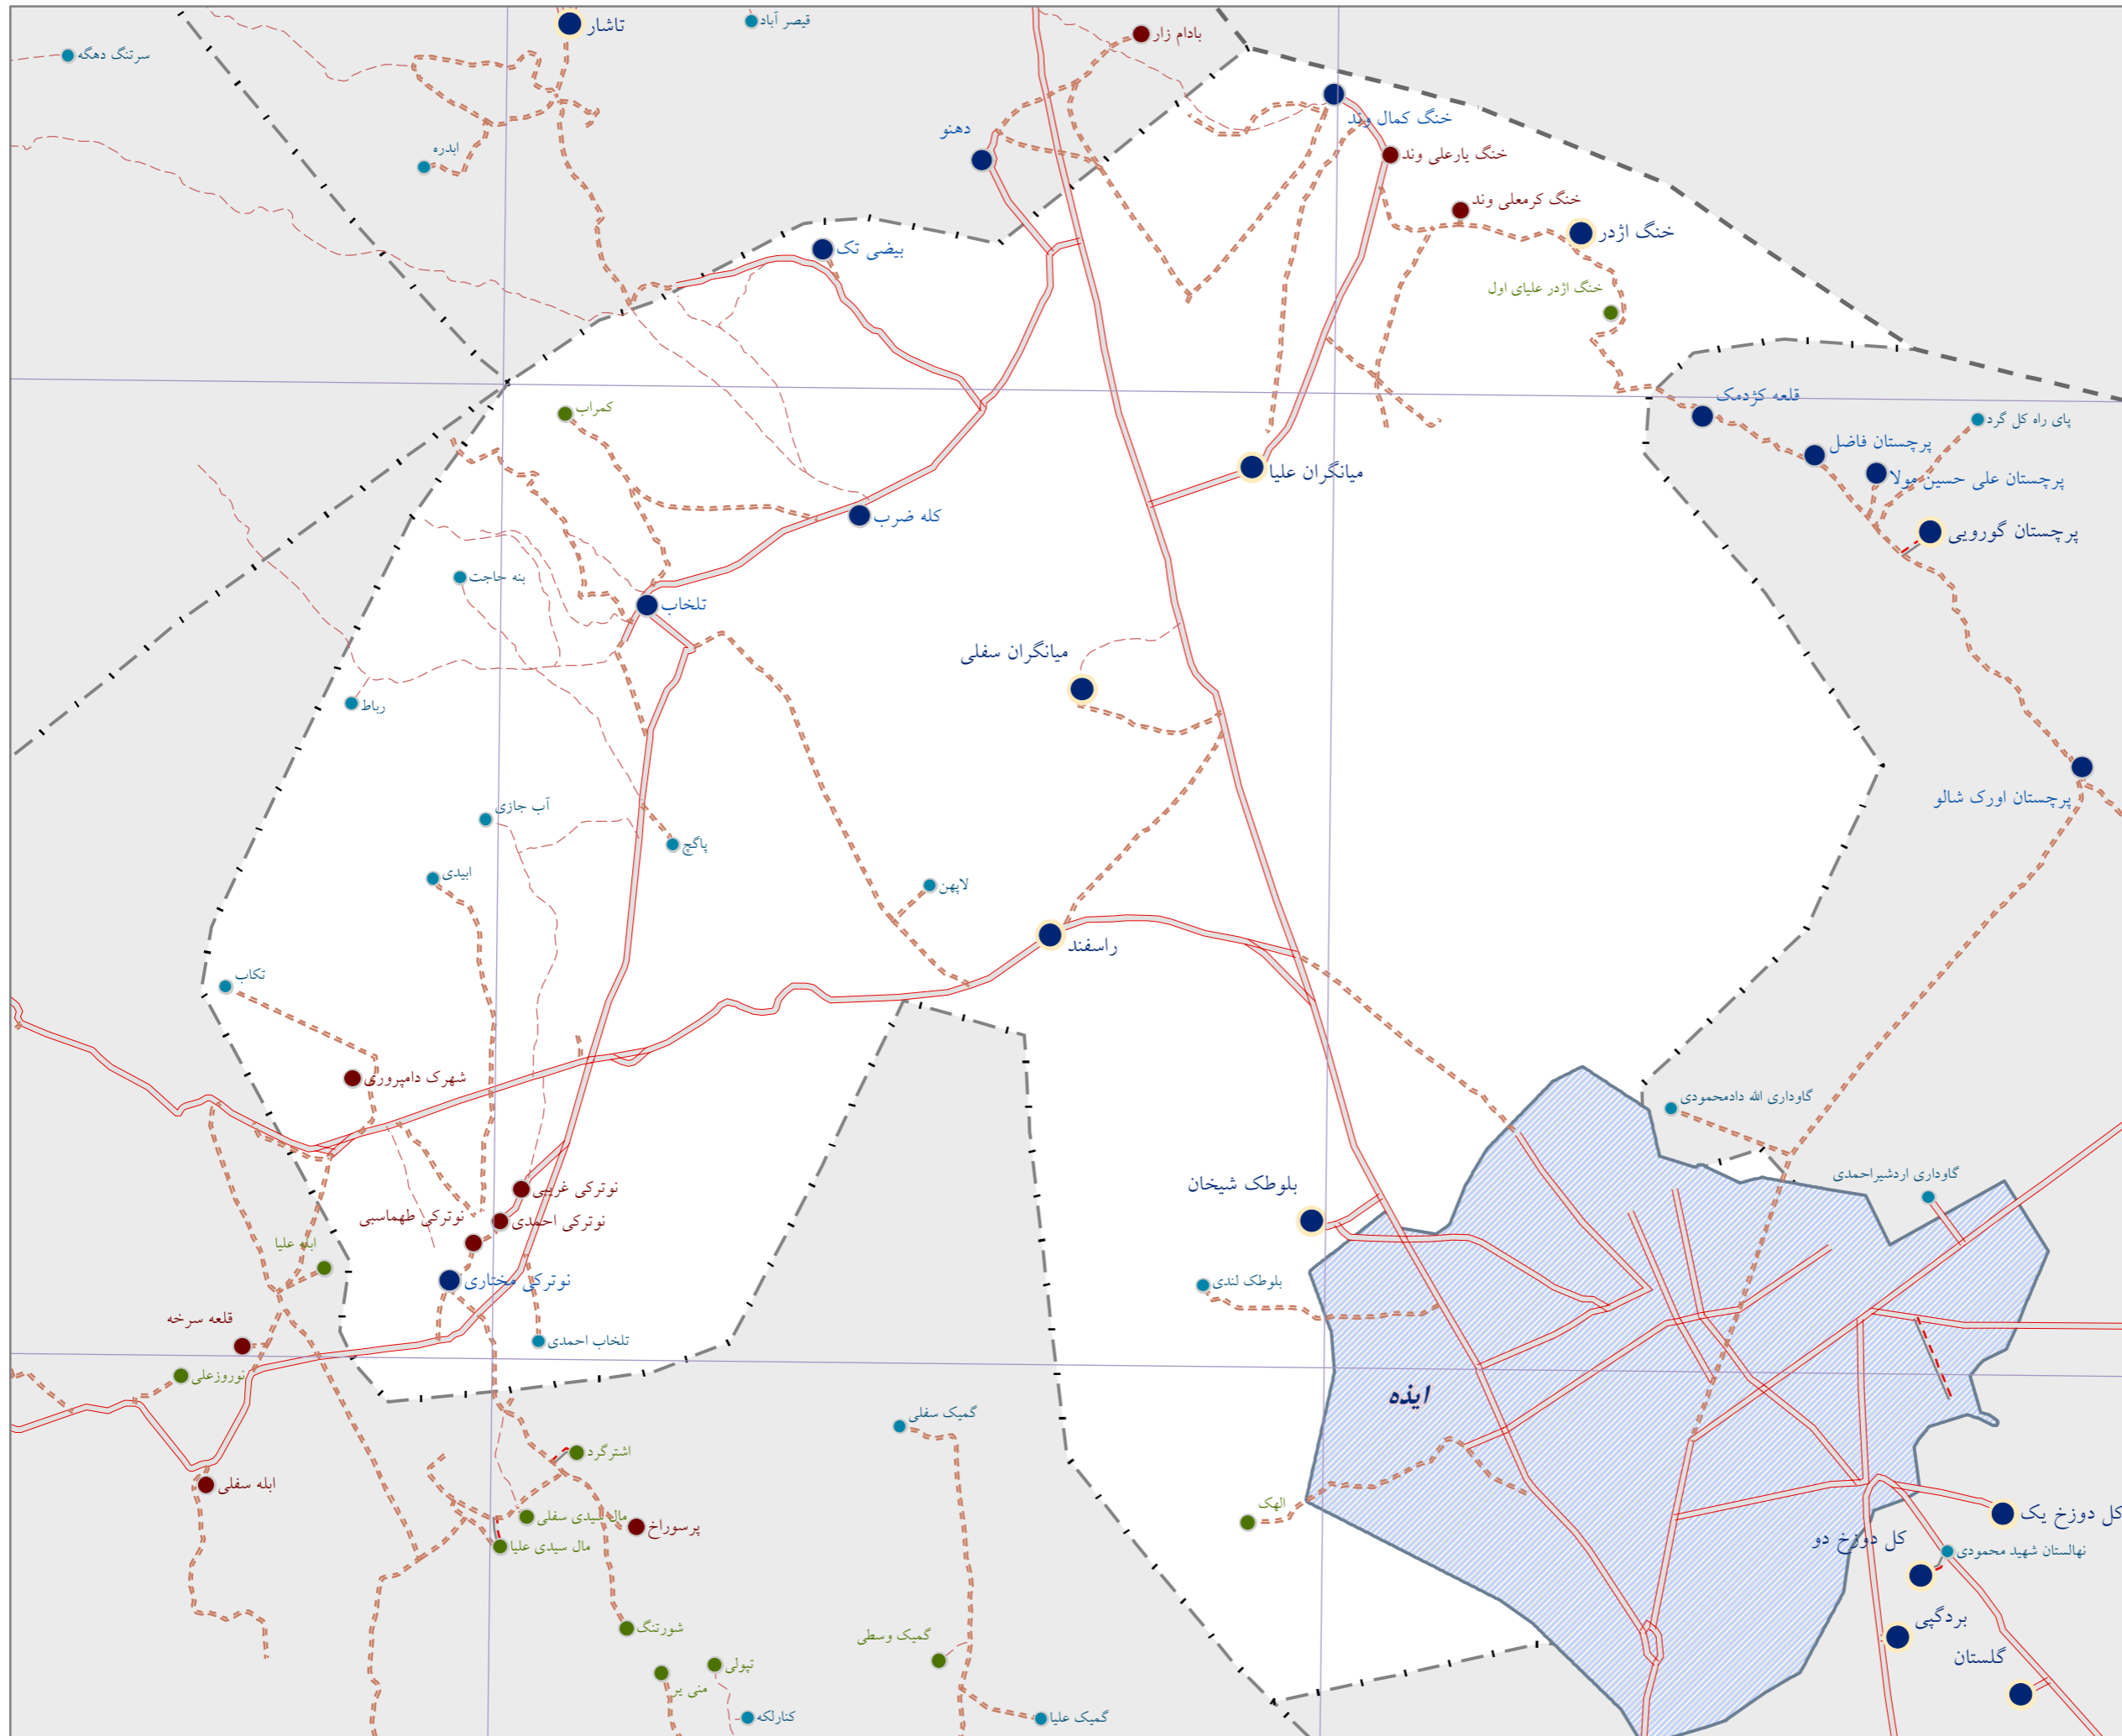 تاشار
قیصر آباد
بادام زار
سرتنگ دهگه
خنگ کمال وند
دهنو
ابدره
خنگ یارعلی وند
خنگ کرمعلی وند
خنگ اژدر
بیضی تک
خنگ اژدر علیای اول
قلعه کژدمک
کمراب
پای راه کل گرد
پرچستان فاضل
میانگران علیا
پرچستان علی حسین مولا
کله ضرب
پرچستان گورویی
بنه حاجت
تلخاب
میانگران سفلی
رباط
پرچستان اورک شالو
آب جازی
پاگچ
ابیدی
لاپهن
راسفند
تکاب
شهرک دامپروری
گاوداری الله دادمحمودی
گاوداری اردشیراحمدی
بلوطک شیخان
نوترکی غریبی
نوترکی احمدی
نوترکی طهماسبی
ابله علیا
نوترکی مختاری
بلوطک لندی
قلعه سرخه
تلخاب احمدی
نوروزعلی
ایذه
گمیک سفلی
اشترگرد
ابله سفلی
الهک
کل دوزخ یک
مال سیدی سفلی
پرسوراخ
کل دوزخ دو
مال سیدی علیا
نهالستان شهید محمودی
بردگپی
شورتنگ
گمیک وسطی
گلستان
تپولی
منی یر
کنارلکه
گمیک علیا